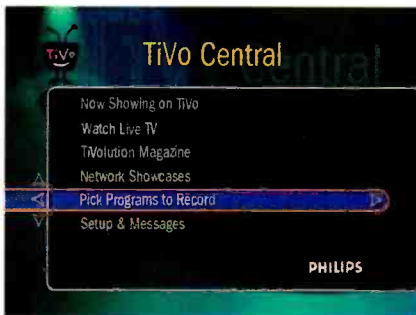 TiVo
TiVo Central
Now Showing on TiVo
Watch Live TV
TiVolution Magazine
Network Showcases
Pick Programs to Record
Setup & Messages
PHILIPS